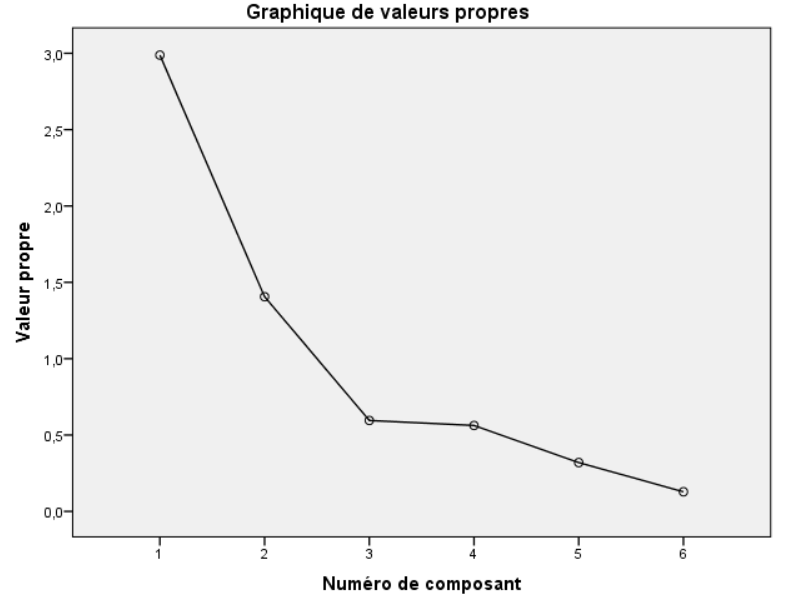 Graphique de valeurs propres
3,0
2,5
2,0
1,5
1,0
0,5
0,0
Valeur propre
1 2 3 4 5 6
Numéro de composant